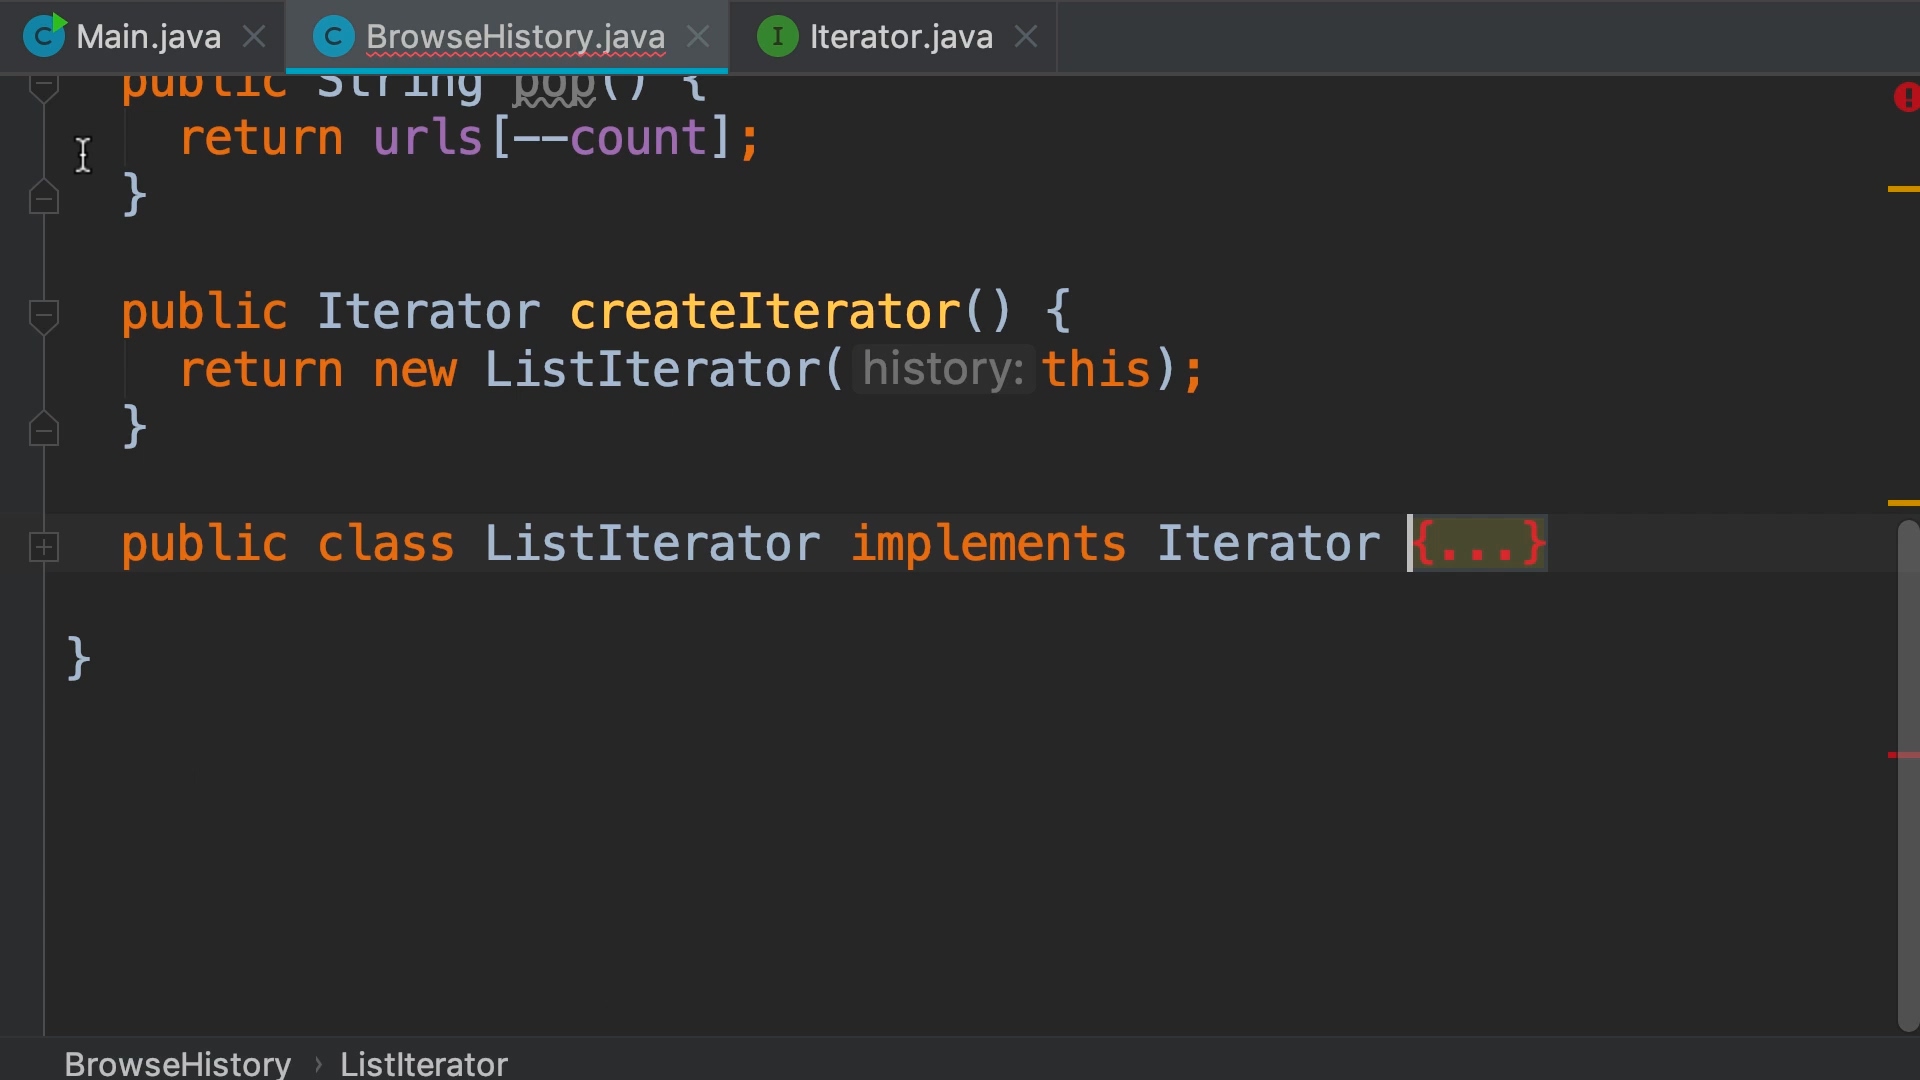 Main.java BrowseHistory.java Iterator.java
public String pop() {
return urls[--count];
}
public Iterator createIterator() {
return new ListIterator( history: this);
}
public class ListIterator implements Iterator {...}
}
BrowseHistory › ListIterator